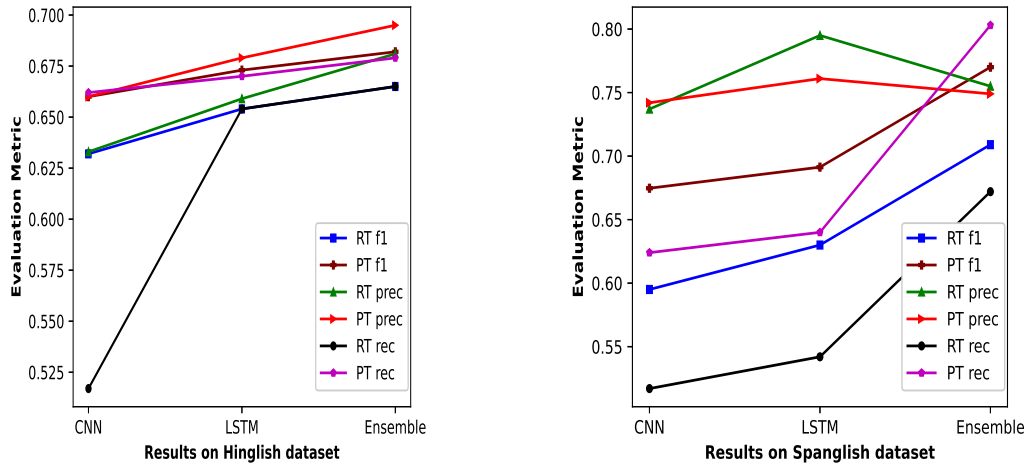 0.700
0.675
0.650
0.625
0.600
0.575
0.550
0.525
Evaluation Metric
RT f1
PT f1
RT prec
PT prec
RT rec
PT rec
CNN
LSTM
Ensemble
Results on Hinglish dataset
0.80
0.75
0.70
0.65
0.60
0.55
Evaluation Metric
RT f1
PT f1
RT prec
PT prec
RT rec
PT rec
CNN
LSTM
Ensemble
Results on Spanglish dataset